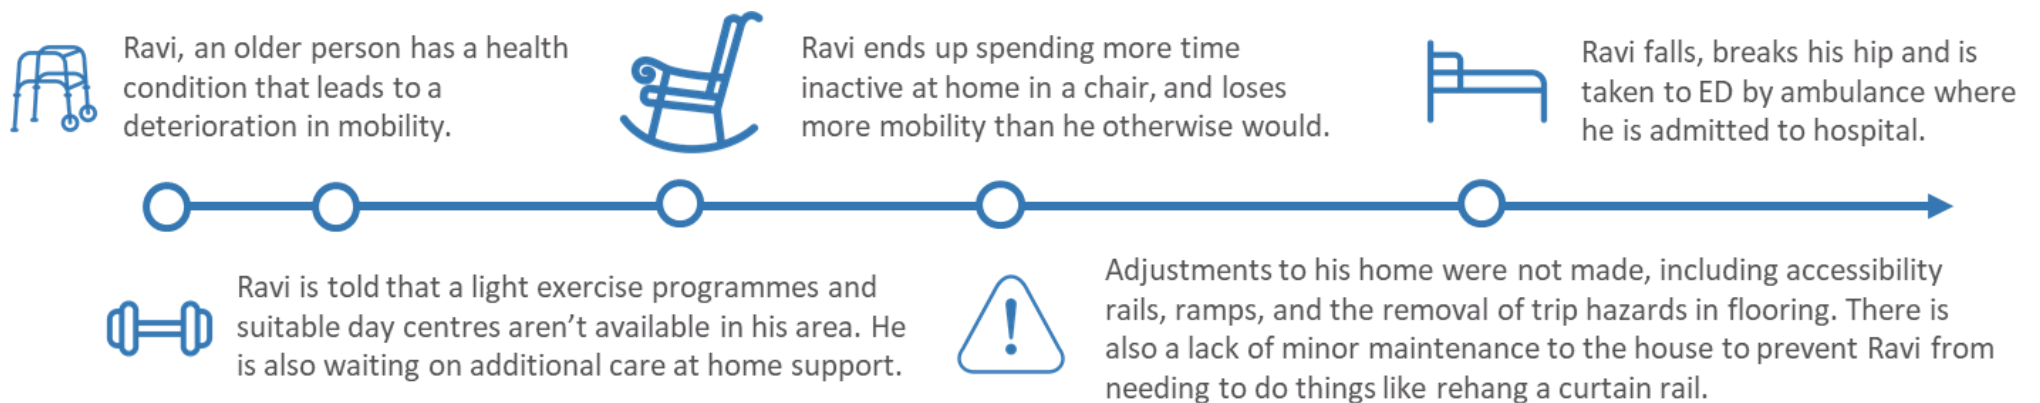 Ravi, an older person has a health
condition that leads to a
deterioration in mobility.
Ravi is told that a light exercise programmes and
suitable day centres aren’t available in his area. He
is also waiting on additional care at home support.
Ravi ends up spending more time
inactive at home in a chair, and loses
more mobility than he otherwise would.
Adjustments to his home were not made, including accessibility
rails, ramps, and the removal of trip hazards in flooring. There is
also a lack of minor maintenance to the house to prevent Ravi from
needing to do things like rehang a curtain rail.
Ravi falls, breaks his hip and is
taken to ED by ambulance where
he is admitted to hospital.